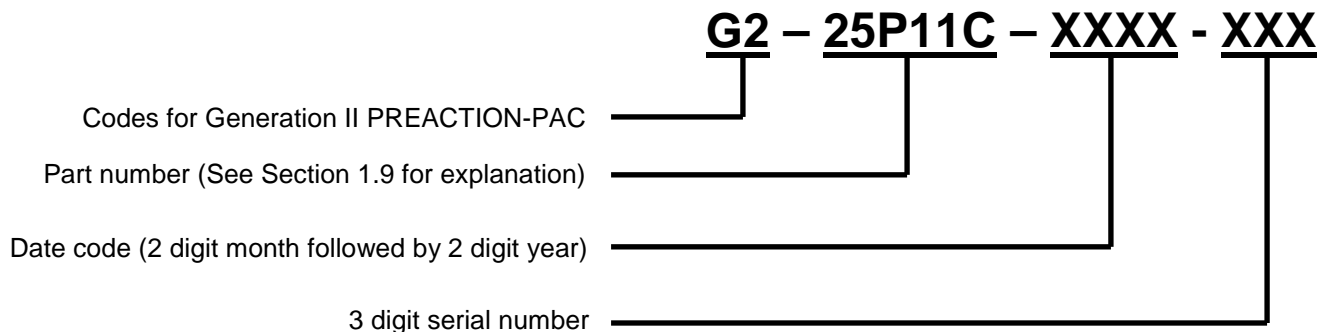 G2 – 25P11C – XXXX - XXX
Codes for Generation II PREACTION-PAC
Part number (See Section 1.9 for explanation)
Date code (2 digit month followed by 2 digit year)
3 digit serial number